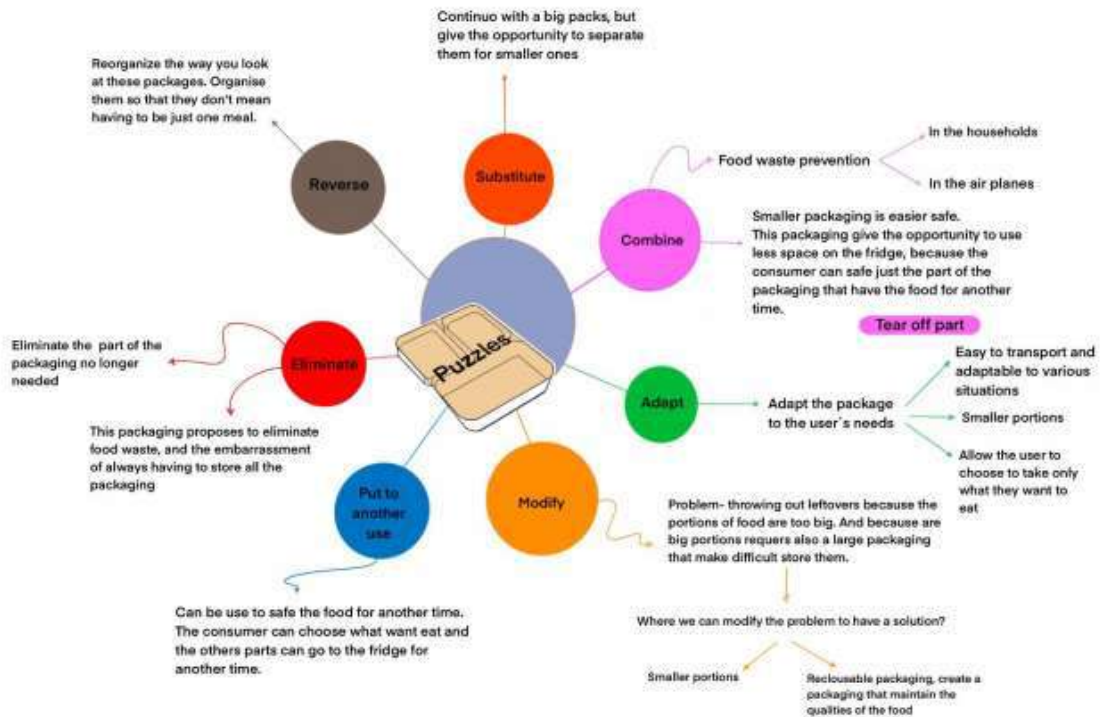 Continuo with a big packs, but
give the opportunity to separate
them for smaller ones
Reorganize the way you look
at these packages. Organise
them so that they don't mean
having to be just one meal.
Reverse
Substitute
Combine
Food waste prevention
In the households
In the air planes
Smaller packaging is easier safe.
This packaging give the opportunity to use
less space on the fridge, because the
consumer can safe just the part of the
packaging that have the food for another
time.
Tear off part
Puzzles
Eliminate
Eliminate the part of the
packaging no longer
needed
This packaging proposes to eliminate
food waste, and the embarrassment
of always having to store all the
packaging
Adapt
Adapt the package
to the user´s needs
Easy to transport and
adaptable to various
situations
Smaller portions
Allow the user to
choose to take only
what they want to
eat
Put to
another
use
Can be use to safe the food for another time.
The consumer can choose what want eat and
the others parts can go to the fridge for
another time.
Modify
Problem- throwing out leftovers because the
portions of food are too big. And because are
big portions requers also a large packaging
that make difficult store them.
Where we can modify the problem to have a solution?
Smaller portions
Reclousable packaging, create a
packaging that maintain the
qualities of the food